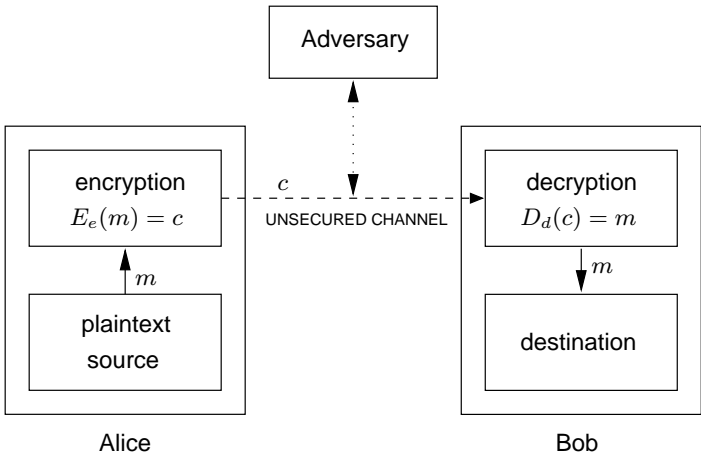 Adversary
encryption
E_e(m) = c
c
UNSECURED CHANNEL
decryption
D_d(c) = m
m
m
plaintext
source
destination
Alice
Bob